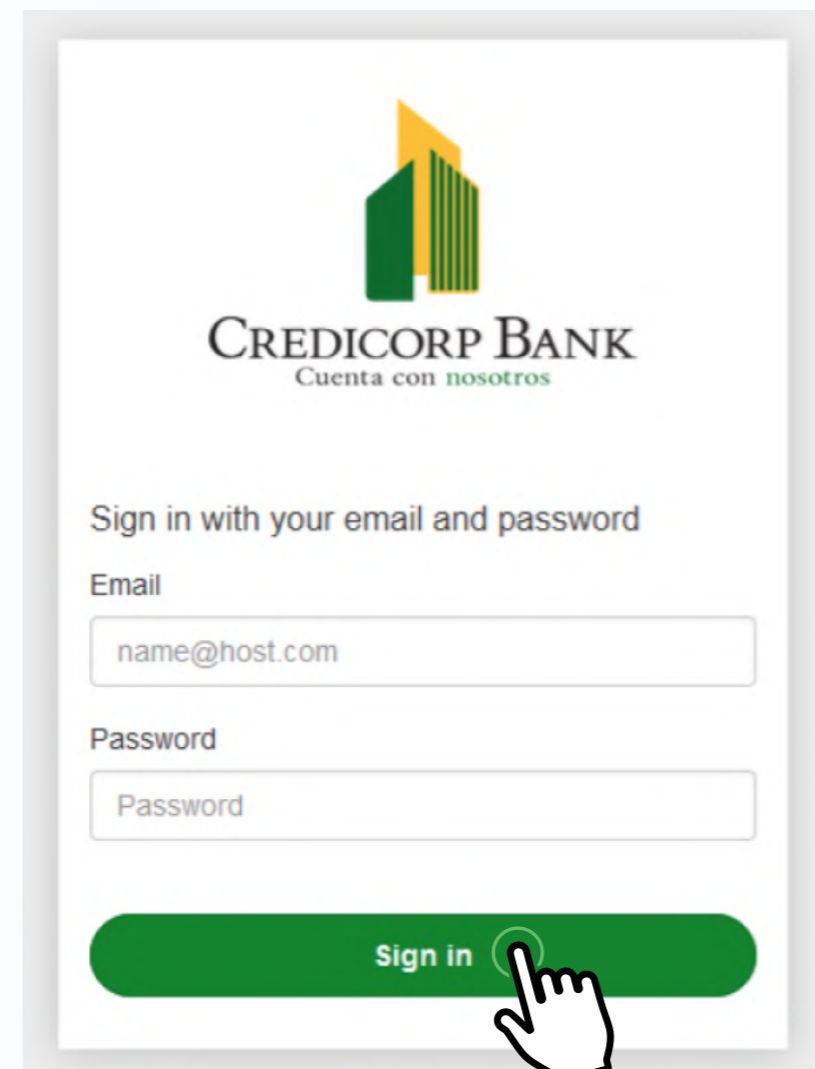 CREDICORP BANK
Cuenta con nosotros
Sign in with your email and password
Email
name@host.com
Password
Password
Sign in